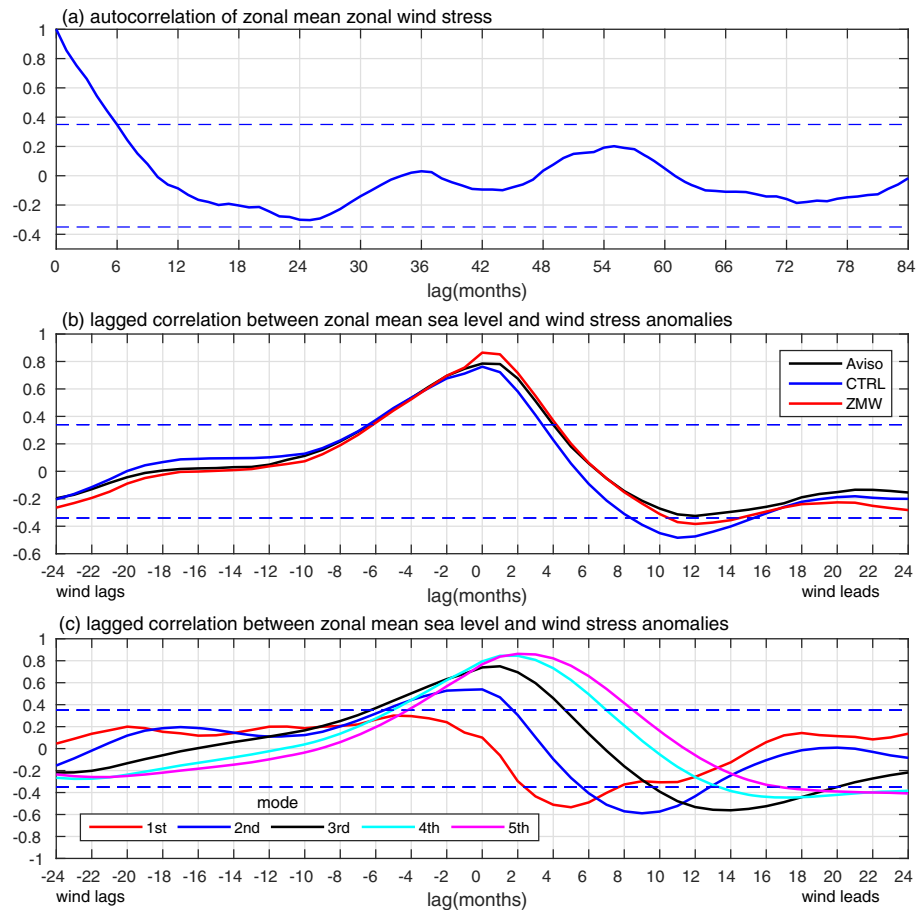 (a) autocorrelation of zonal mean zonal wind stress
1
0.8
0.6
0.4
0.2
0
-0.2
-0.4
0 6 12 18 24 30 36 42 48 54 60 66 72 78 84
lag(months)
(b) lagged correlation between zonal mean sea level and wind stress anomalies
1
0.8
0.6
0.4
0.2
0
-0.2
-0.4
-0.6
Aviso
CTRL
ZMW
-24 -22 -20 -18 -16 -14 -12 -10 -8 -6 -4 -2 0 2 4 6 8 10 12 14 16 18 20 22 24
wind lags lag(months) wind leads
(c) lagged correlation between zonal mean sea level and wind stress anomalies
1
0.8
0.6
0.4
0.2
0
-0.2
-0.4
-0.6
-0.8
-1
mode
1st 2nd 3rd 4th 5th
-24 -22 -20 -18 -16 -14 -12 -10 -8 -6 -4 -2 0 2 4 6 8 10 12 14 16 18 20 22 24
wind lags lag(months) wind leads